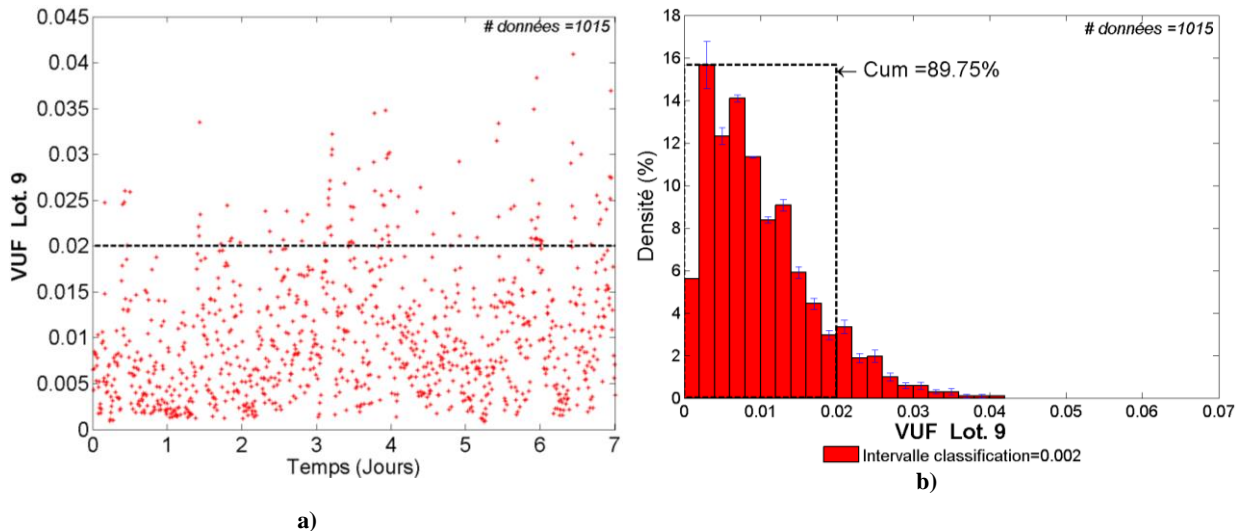 # données =1015
0.045
0.04
0.035
0.03
0.025
0.02
0.015
0.01
0.005
0
VUF Lot. 9
0 1 2 3 4 5 6 7
Temps (Jours)
a)
# données =1015
18
16
14
12
10
8
6
4
2
0
Densité (%)
← Cum =89.75%
0 0.01 0.02 0.03 0.04 0.05 0.06 0.07
VUF Lot. 9
Intervalle classification=0.002
b)